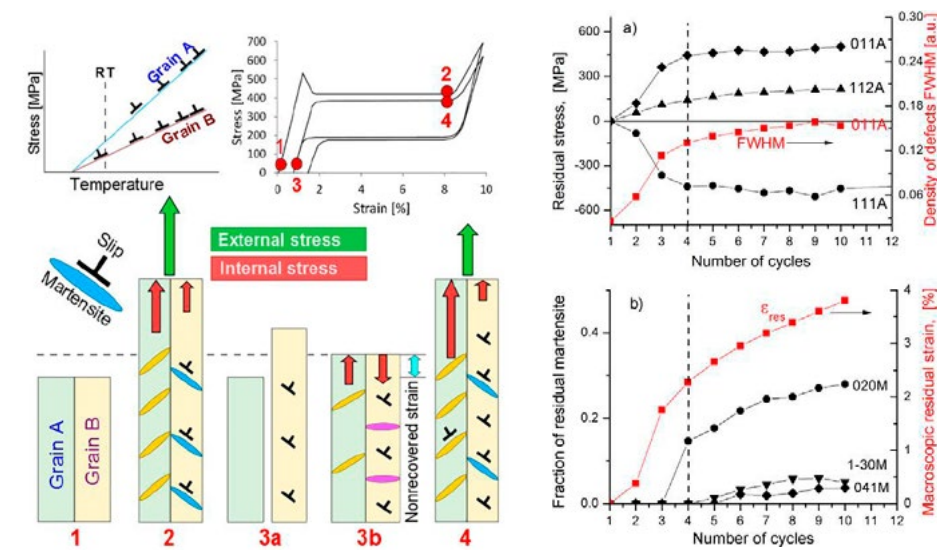 Stress [MPa]
RT
Grain A
Grain B
Temperature
Stress [MPa]
700
600
500
400
300
200
100
0
0
2
4
6
8
10
Strain [%]
1
2
3
4
Slip
Martensite
External stress
Internal stress
Grain A
Grain B
Nonrecovered strain
1
2
3a
3b
4
a)
Residual stress, [MPa]
600
300
0
-300
-600
011A
112A
011A
FWHM
111A
0.30
0.24
0.18
0.12
0.06
0.00
Density of defects FWHM [a.u.]
1 2 3 4 5 6 7 8 9 10 12
Number of cycles
b)
Fraction of residual martensite
0.4
0.2
0.0
εres
020M
1-30M
041M
4
3
2
1
0
Macroscopic residual strain, [%]
1 2 3 4 5 6 7 8 9 10 12
Number of cycles